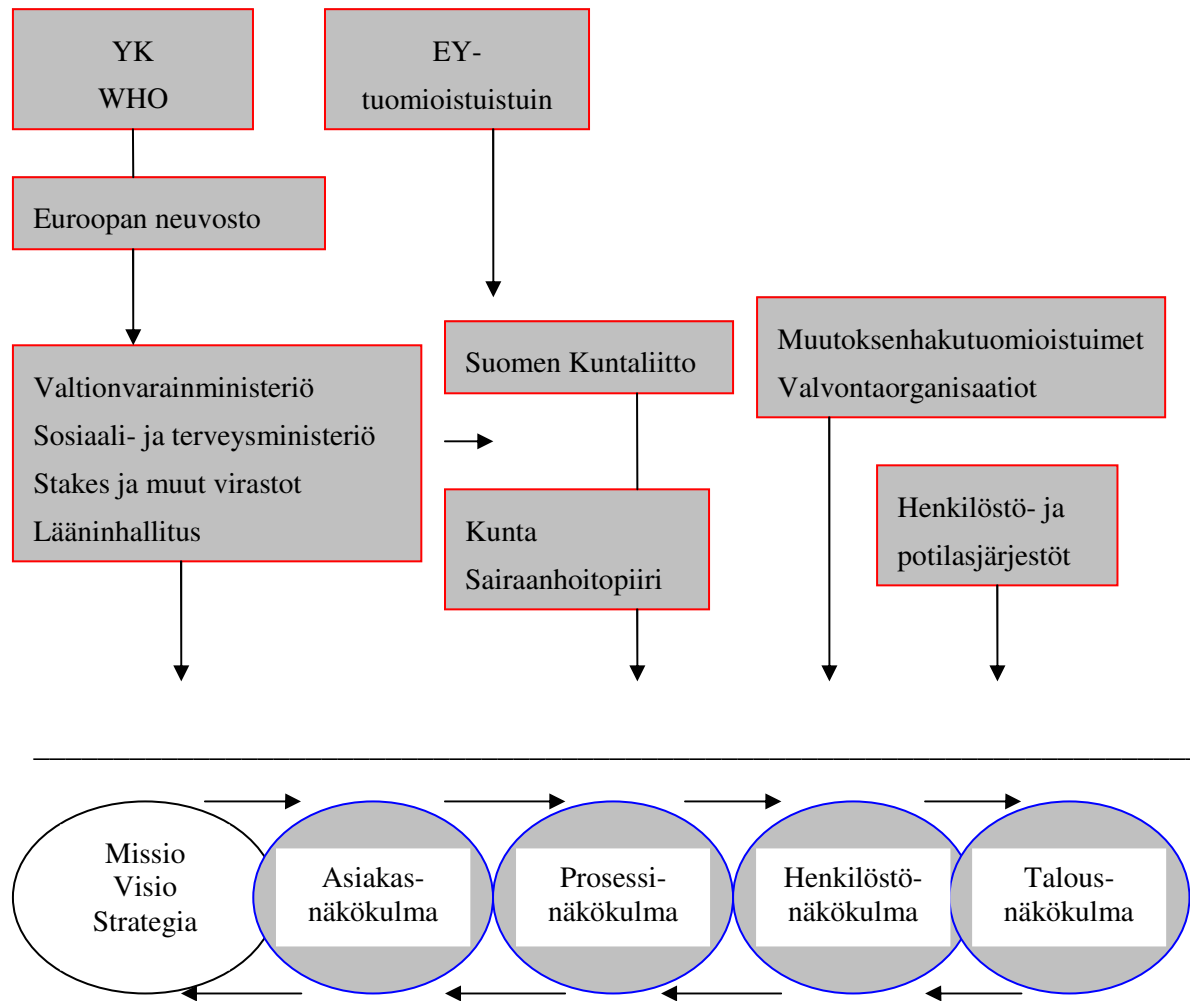 YK
WHO
EY-
tuomioistuistuin
Euroopan neuvosto
Valtionvarainministeriö
Sosiaali- ja terveysministeriö
Stakes ja muut virastot
Lääninhallitus
Suomen Kuntaliitto
Kunta
Sairaanhoitopiiri
Muutoksenhakutuomioistuimet
Valvontaorganisaatiot
Henkilöstö- ja
potilasjärjestöt
Missio
Visio
Strategia
Asiakas-
näkökulma
Prosessi-
näkökulma
Henkilöstö-
näkökulma
Talous-
näkökulma